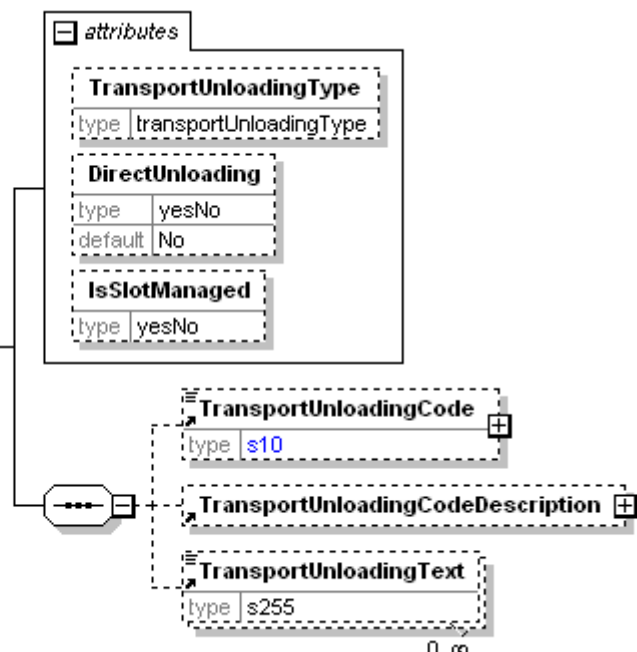 attributes
TransportUnloadingType
type transportUnloadingType
DirectUnloading
type yesNo
default No
IsSlotManaged
type yesNo
TransportUnloadingCode
type s10
TransportUnloadingCodeDescription
TransportUnloadingText
type s255
0..∞